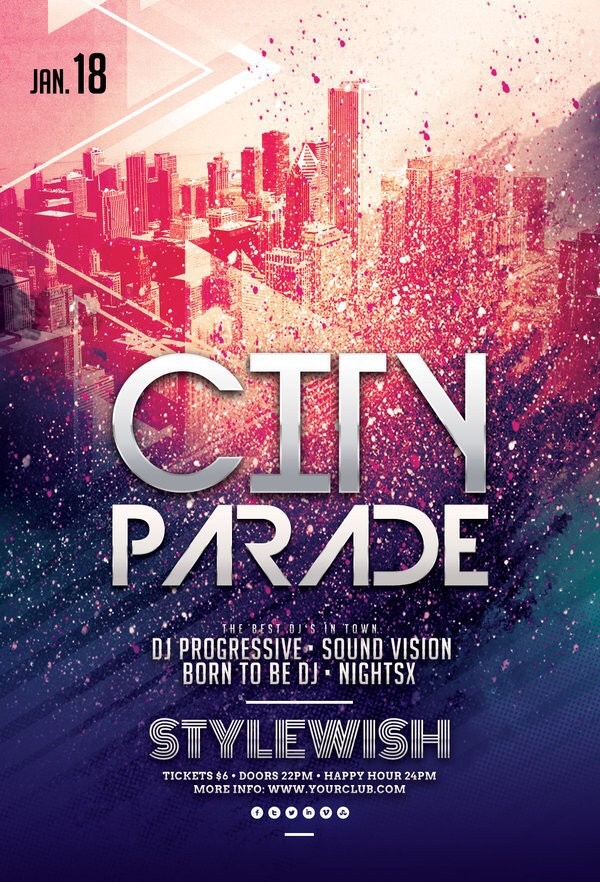 JAN. 18
CITY
PARADE
THE BEST DJ'S IN TOWN
DJ PROGRESSIVE • SOUND VISION
BORN TO BE DJ • NIGHTSX
STYLEWISH
TICKETS $6 • DOORS 22PM • HAPPY HOUR 24PM
MORE INFO: WWW.YOURCLUB.COM